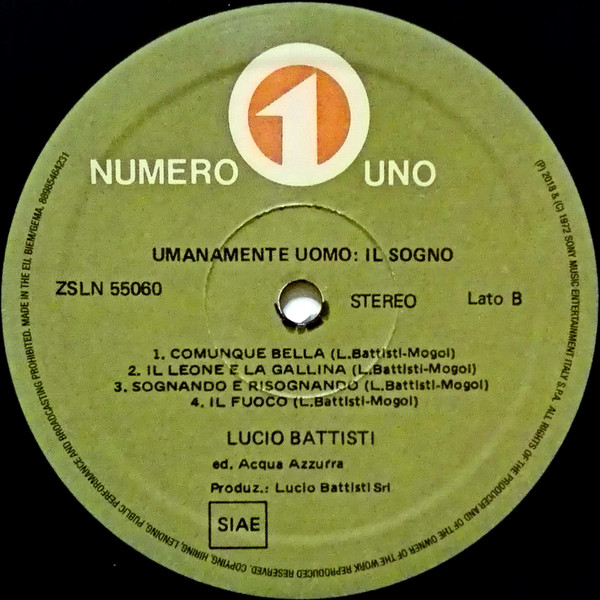 1
NUMERO UNO
UMANAMENTE UOMO: IL SOGNO
ZSLN 55060
STEREO
Lato B
1. COMUNQUE BELLA (L.Battisti-Mogol)
2. IL LEONE E LA GALLINA (L.Battisti-Mogol)
3. SOGNANDO E RISOGNANDO (L.Battisti-Mogol)
4. IL FUOCO (L.Battisti-Mogol)
LUCIO BATTISTI
ed. Acqua Azzurra
Produz.: Lucio Battisti Srl
SIAE
(P) 2018 & (C) 1972 SONY MUSIC ENTERTAINMENT ITALY S.P.A. ALL RIGHTS OF THE PRODUCER AND OF THE OWNER OF THE WORK REPRODUCED RESERVED. COPYING, HIRING, LENDING, PUBLIC PERFORMANCE AND BROADCASTING PROHIBITED. MADE IN THE EU. BIEM/GEMA. 88985464231